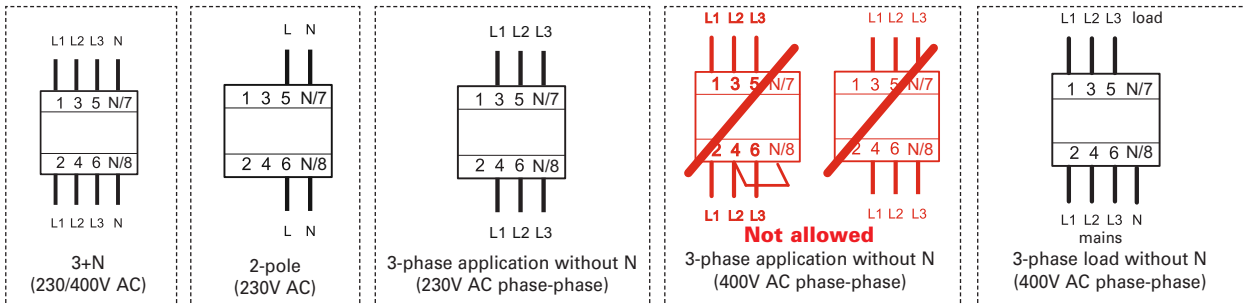 L1 L2 L3 N
1 3 5 N/7
2 4 6 N/8
L1 L2 L3 N
3+N
(230/400V AC)
L N
1 3 5 N/7
2 4 6 N/8
L N
2-pole
(230V AC)
L1 L2 L3
1 3 5 N/7
2 4 6 N/8
L1 L2 L3
3-phase application without N
(230V AC phase-phase)
L1 L2 L3
1 3 5 N/7
2 4 6 N/8
L1 L2 L3
L1 L2 L3
1 3 5 N/7
2 4 6 N/8
L1 L2 L3
Not allowed
3-phase application without N
(400V AC phase-phase)
L1 L2 L3 load
1 3 5 N/7
2 4 6 N/8
L1 L2 L3 N
mains
3-phase load without N
(400V AC phase-phase)